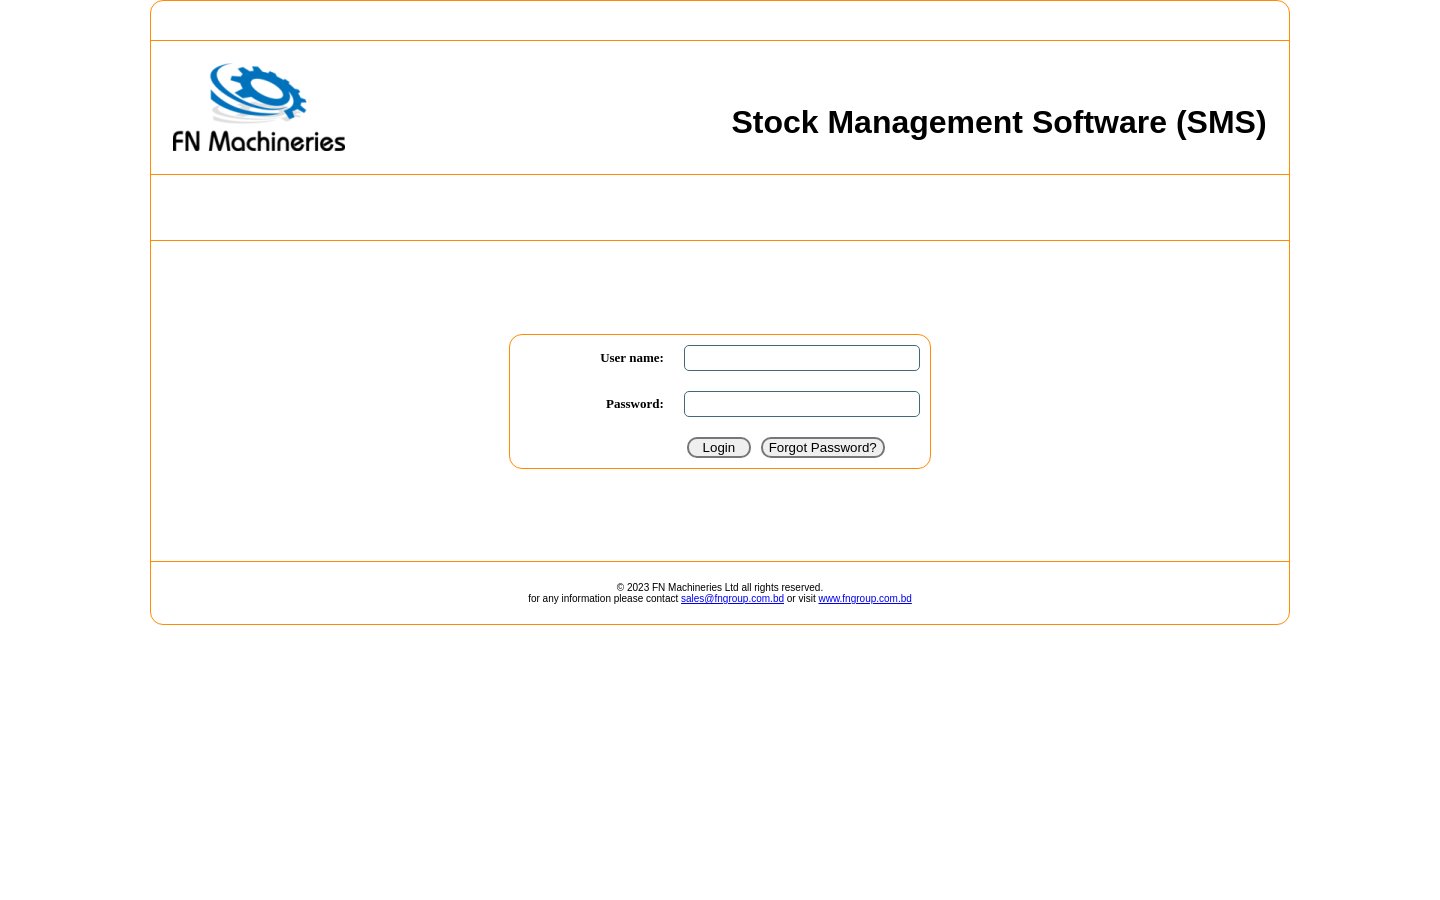 FN Machineries
Stock Management Software (SMS)
User name:
Password:
Login Forgot Password?
© 2023 FN Machineries Ltd all rights reserved.
for any information please contact sales@fngroup.com.bd or visit www.fngroup.com.bd